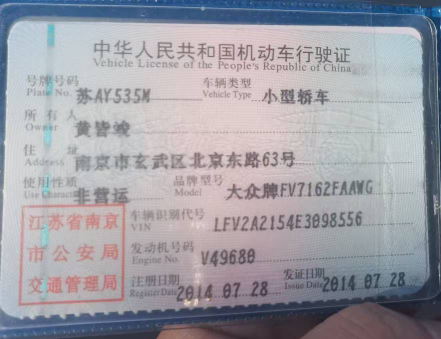 中华人民共和国机动车行驶证
Vehicle License of the People's Republic of China
号牌号码 苏AY535M 车辆类型 小型轿车
Plate No. Vehicle Type
所有人 黄皆竣
Owner
住址 南京市玄武区北京东路63号
Address
使用性质 非营运 品牌型号 大众牌FV7162FAAWG
Use Character Model
江苏省南京
市公安局
交通管理局
车辆识别代号 LFV2A2154E3098556
VIN
发动机号码 V49680
Engine No.
注册日期 2014 07 28 发证日期 2014 07 28
Register Date Issue Date